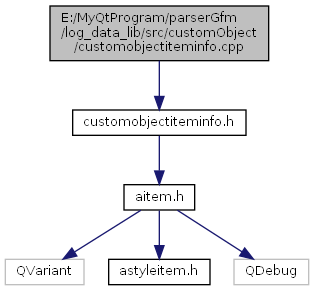 E:/MyQtProgram/parserGfm
/log_data_lib/src/customObject
/customobjectiteminfo.cpp
customobjectiteminfo.h
aitem.h
QVariant
astyleitem.h
QDebug